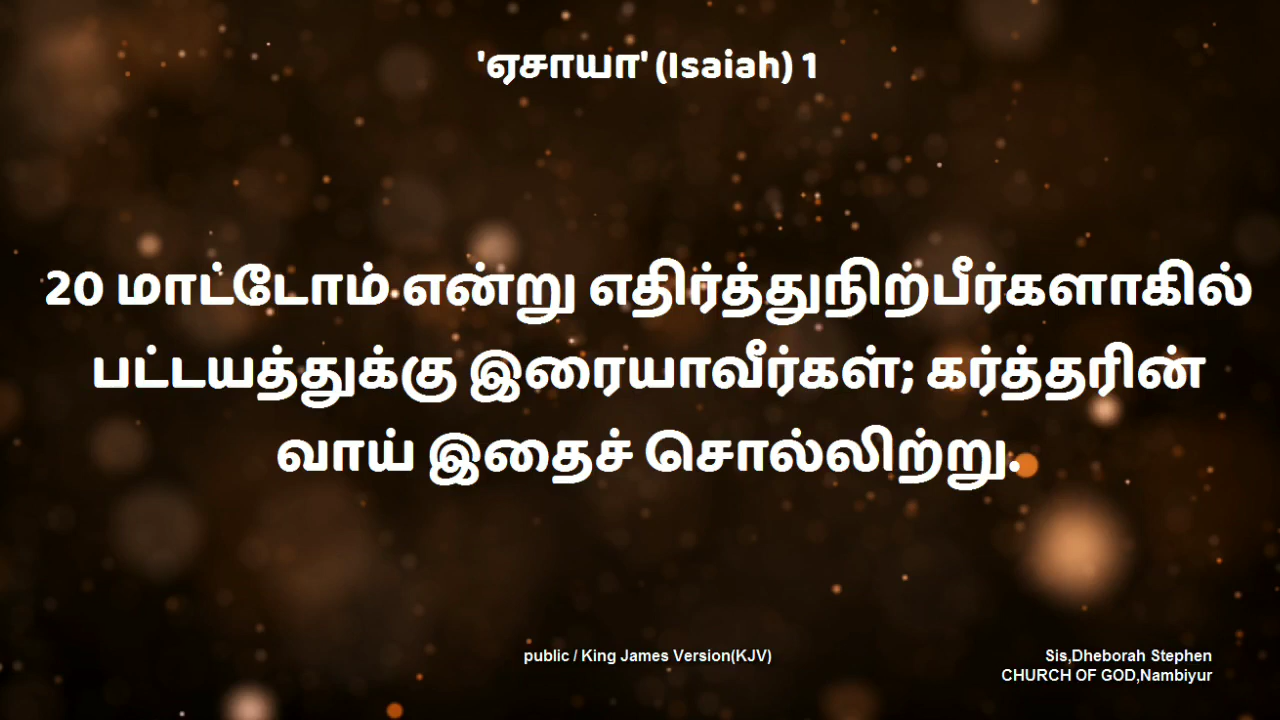 'ஏசாயா' (Isaiah) 1
20 மாட்டோம் என்று எதிர்த்துநிற்பீர்களாகில்
பட்டயத்துக்கு இரையாவீர்கள்; கர்த்தரின்
வாய் இதைச் சொல்லிற்று.
public / King James Version(KJV)
Sis,Dheborah Stephen
CHURCH OF GOD,Nambiyur